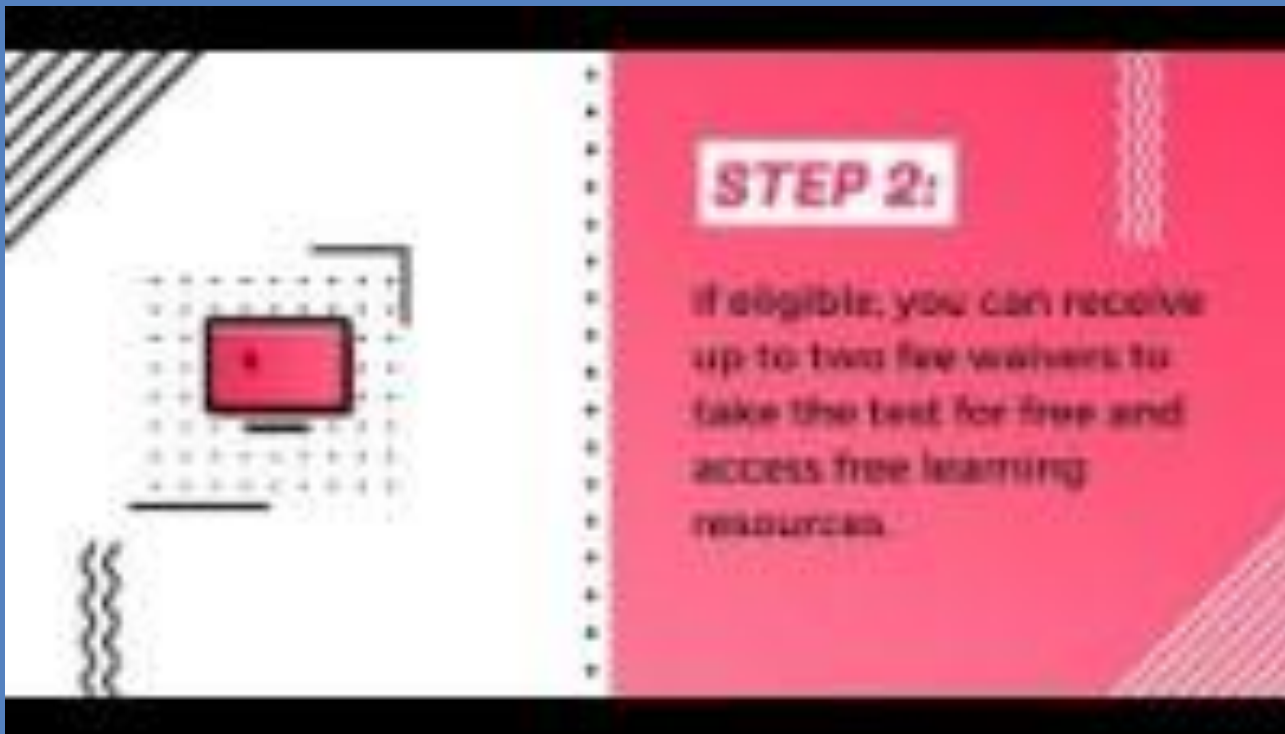 STEP 2:
If eligible, you can receive
up to two fee waivers to
take the test for free and
access free learning
resources.